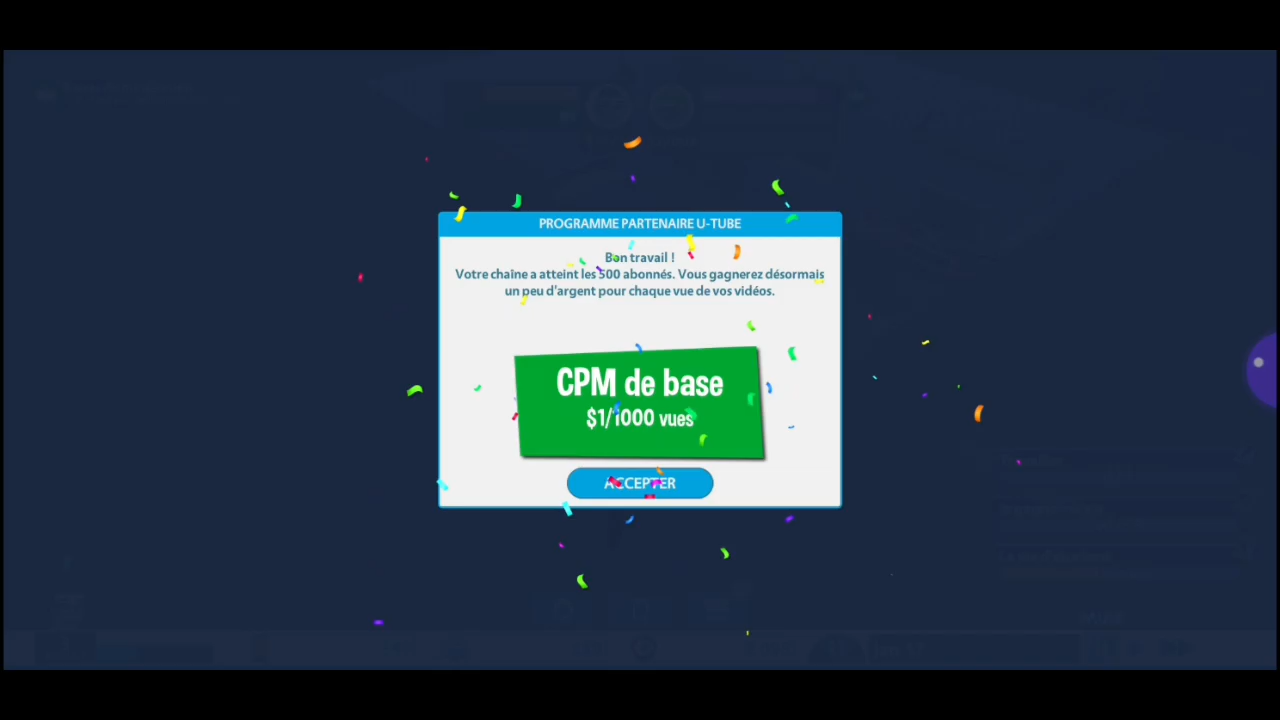 PROGRAMME PARTENAIRE U-TUBE
Bon travail !
Votre chaîne a atteint les 500 abonnés. Vous gagnerez désormais
un peu d'argent pour chaque vue de vos vidéos.
CPM de base
$1/1000 vues
ACCEPTER